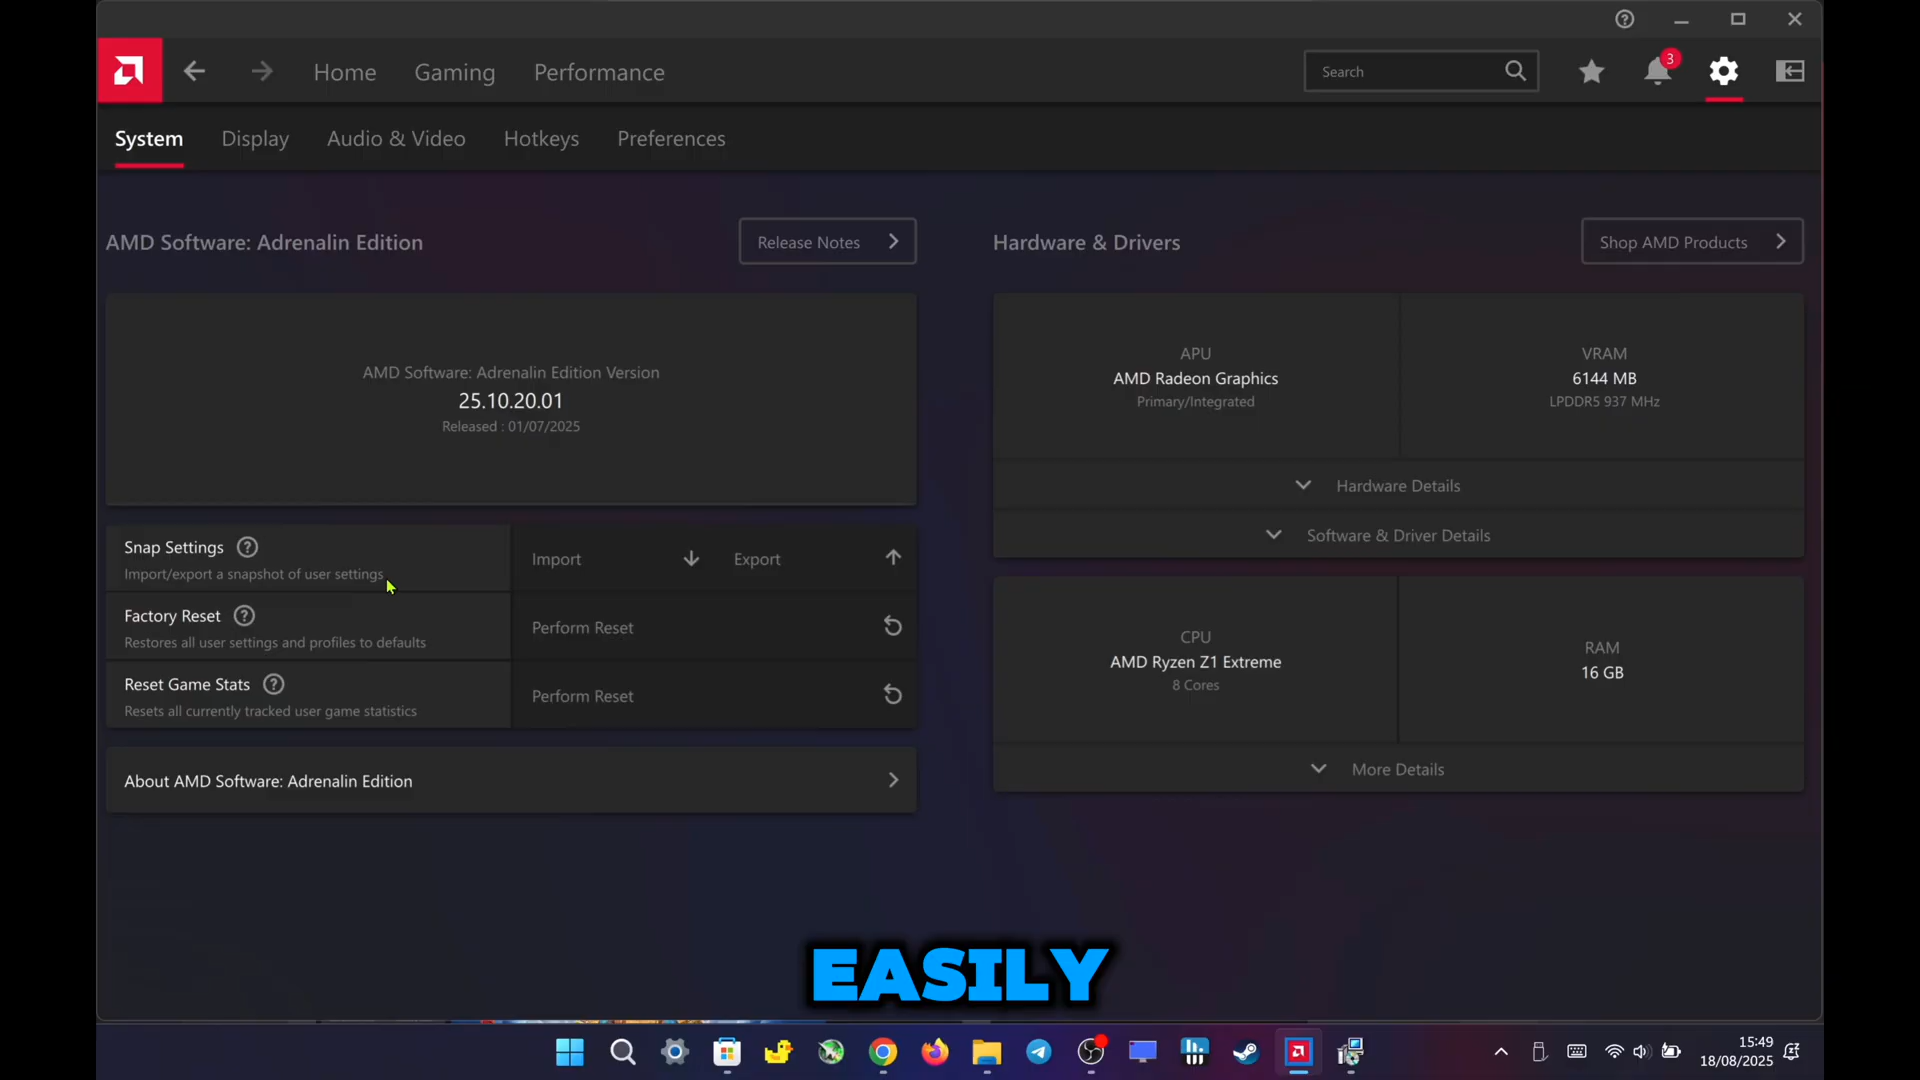 Home Gaming Performance Search 3
System Display Audio & Video Hotkeys Preferences
AMD Software: Adrenalin Edition
Release Notes
AMD Software: Adrenalin Edition Version
25.10.20.01
Released : 01/07/2025
Snap Settings
Import/export a snapshot of user settings
Import
Export
Factory Reset
Restores all user settings and profiles to defaults
Perform Reset
Reset Game Stats
Resets all currently tracked user game statistics
Perform Reset
About AMD Software: Adrenalin Edition
Hardware & Drivers
Shop AMD Products
APU
AMD Radeon Graphics
Primary/Integrated
VRAM
6144 MB
LPDDR5 937 MHz
Hardware Details
Software & Driver Details
CPU
AMD Ryzen Z1 Extreme
8 Cores
RAM
16 GB
More Details
EASILY
15:49
18/08/2025